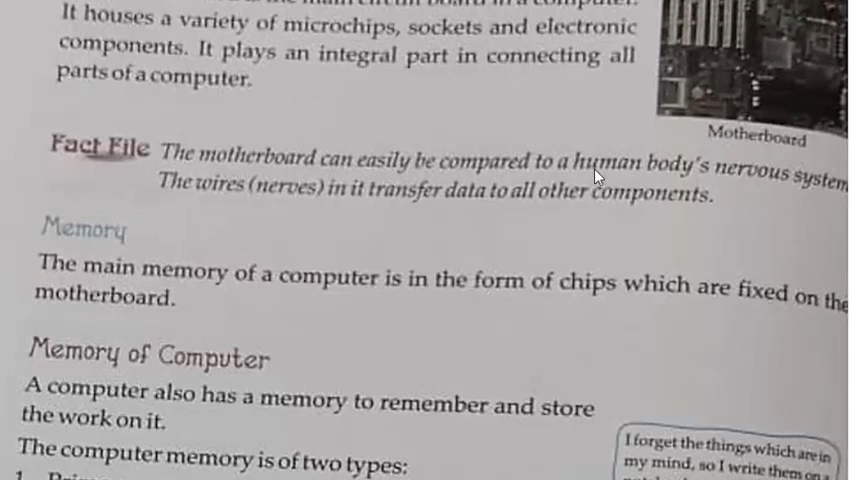 It houses a variety of microchips, sockets and electronic
components. It plays an integral part in connecting all
parts of a computer.
Motherboard
Fact File The motherboard can easily be compared to a human body's nervous system
The wires (nerves) in it transfer data to all other components.
Memory
The main memory of a computer is in the form of chips which are fixed on the
motherboard.
Memory of Computer
A computer also has a memory to remember and store
the work on it.
The computer memory is of two types:
I forget the things which are in
my mind, so I write them on a
1.